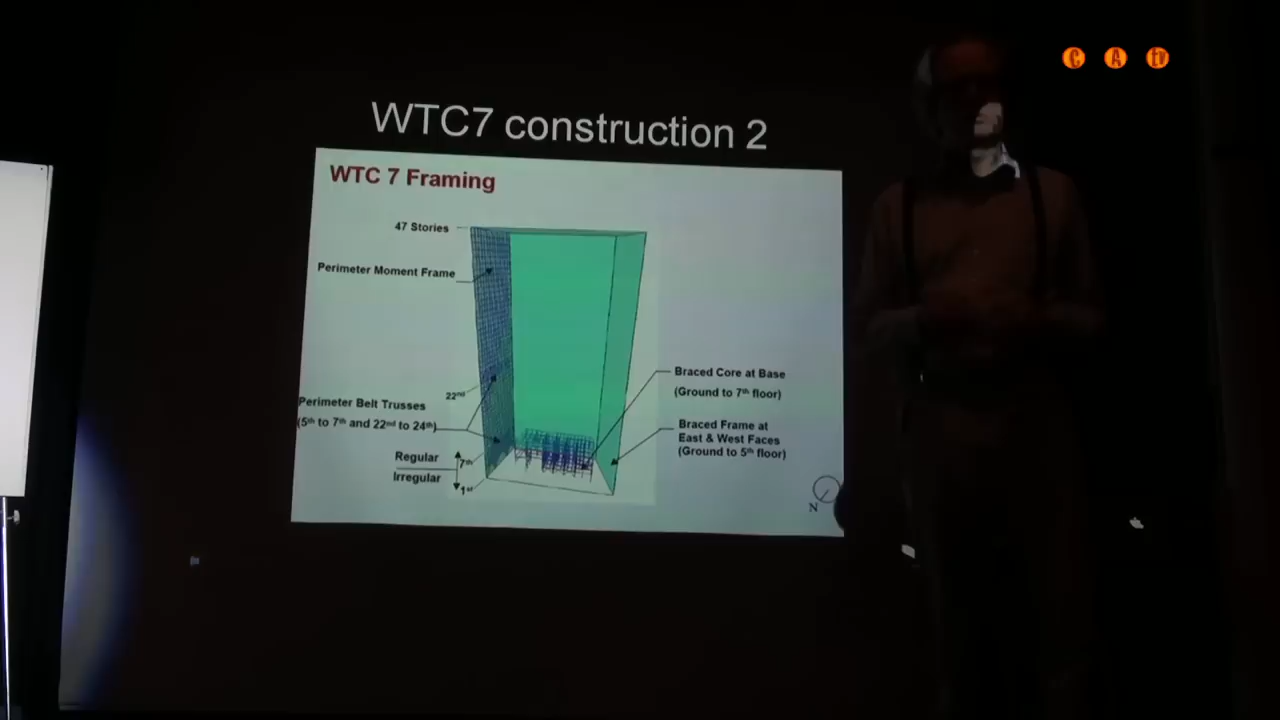 C A tv
WTC7 construction 2
WTC 7 Framing
47 Stories
Perimeter Moment Frame
22nd
Perimeter Belt Trusses
(5th to 7th and 22nd to 24th)
Regular
7th
Irregular
1st
Braced Core at Base
(Ground to 7th floor)
Braced Frame at
East & West Faces
(Ground to 5th floor)
N